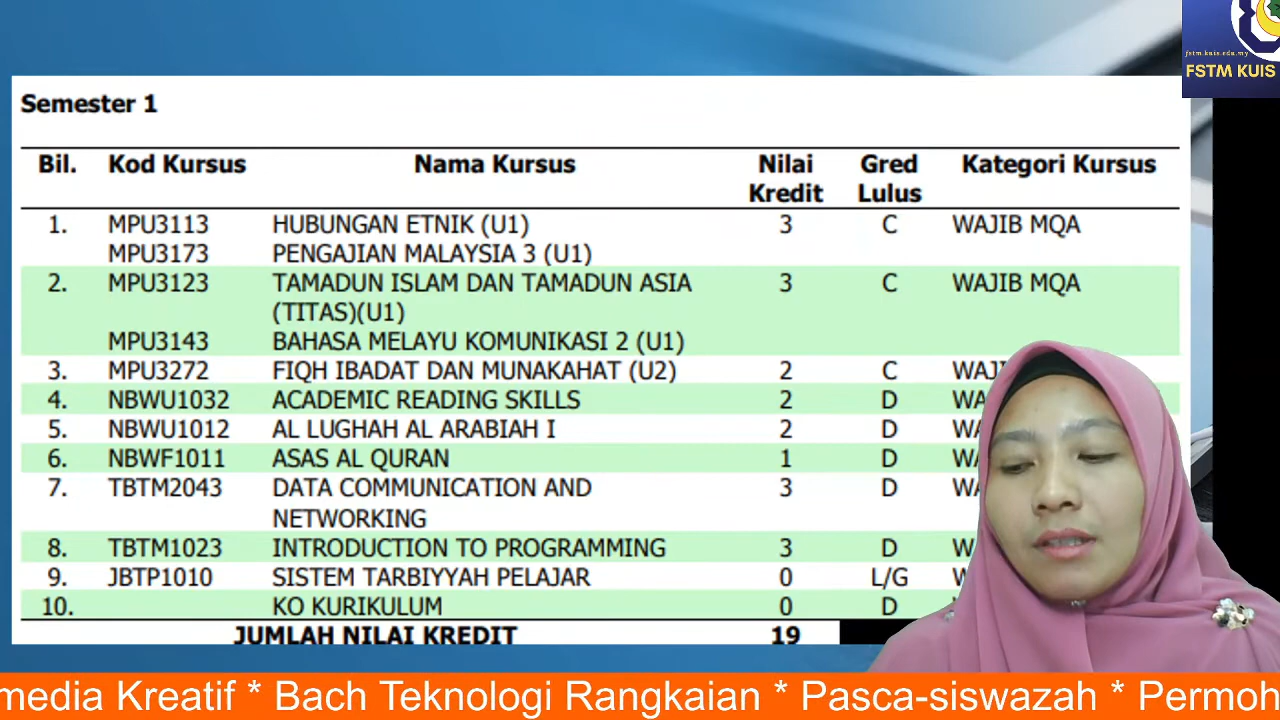 fstm.kuis.edu.my
FSTM KUIS
Semester 1
Bil. Kod Kursus Nama Kursus Nilai Kredit Gred Lulus Kategori Kursus
1. MPU3113 HUBUNGAN ETNIK (U1) 3 C WAJIB MQA
MPU3173 PENGAJIAN MALAYSIA 3 (U1)
2. MPU3123 TAMADUN ISLAM DAN TAMADUN ASIA 3 C WAJIB MQA
(TITAS)(U1)
MPU3143 BAHASA MELAYU KOMUNIKASI 2 (U1)
3. MPU3272 FIQH IBADAT DAN MUNAKAHAT (U2) 2 C
4. NBWU1032 ACADEMIC READING SKILLS 2 D
5. NBWU1012 AL LUGHAH AL ARABIAH I 2 D
6. NBWF1011 ASAS AL QURAN 1 D
7. TBTM2043 DATA COMMUNICATION AND 3 D
NETWORKING
8. TBTM1023 INTRODUCTION TO PROGRAMMING 3 D
9. JBTP1010 SISTEM TARBIYYAH PELAJAR 0 L/G
10. KO KURIKULUM 0 D
JUMLAH NILAI KREDIT 19
media Kreatif * Bach Teknologi Rangkaian * Pasca-siswazah * Permoh